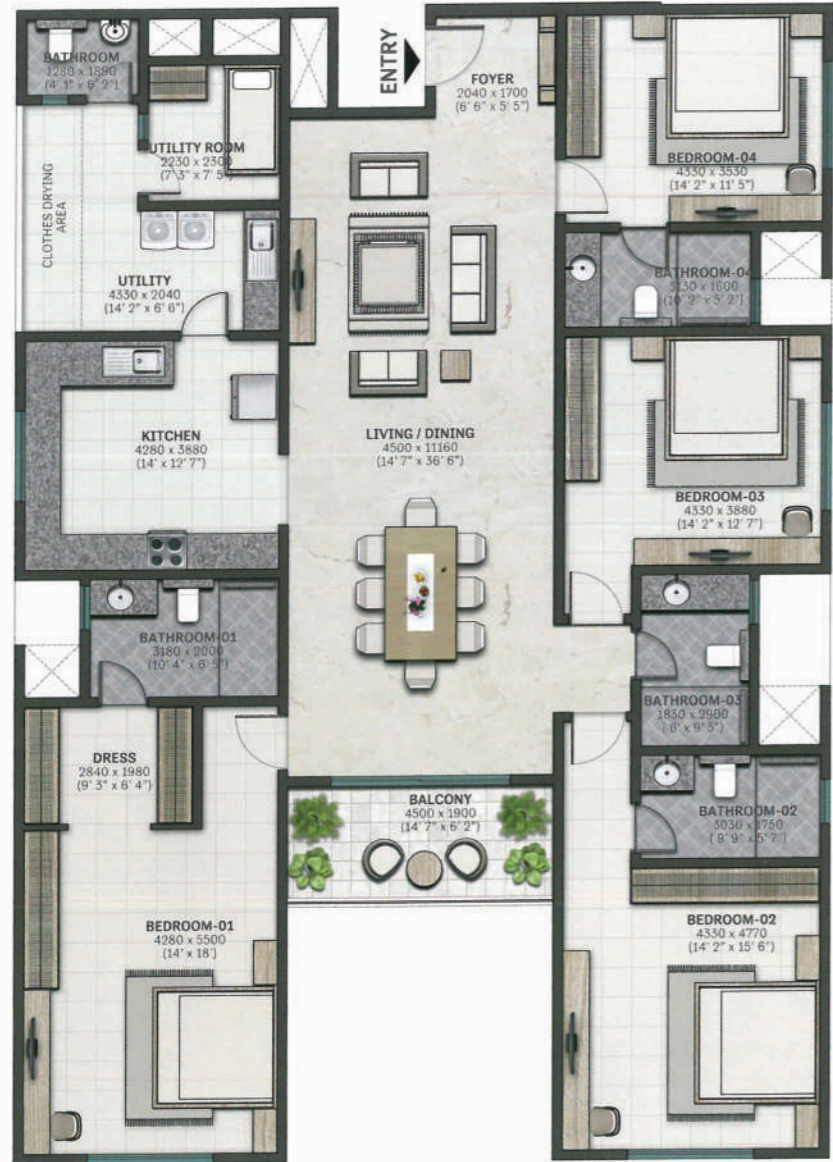 BATHROOM
1280 x 1890
(4' 1" x 6' 2")
ENTRY
FOYER
2040 x 1700
(6' 6" x 5' 5")
UTILITY ROOM
2230 x 2300
(7' 3" x 7' 5")
BEDROOM-04
4330 x 3530
(14' 2" x 11' 5")
CLOTHES DRYING
AREA
UTILITY
4330 x 2040
(14' 2" x 6' 6")
BATHROOM-04
3130 x 1600
(10' 2" x 5' 2")
KITCHEN
4280 x 3880
(14' x 12' 7")
LIVING / DINING
4500 x 11160
(14' 7" x 36' 6")
BEDROOM-03
4330 x 3880
(14' 2" x 12' 7")
BATHROOM-01
3180 x 2000
(10' 4" x 6' 5")
BATHROOM-03
1830 x 2900
(6' x 9' 5")
DRESS
2840 x 1980
(9' 3" x 6' 4")
BALCONY
4500 x 1900
(14' 7" x 6' 2")
BATHROOM-02
3030 x 1750
(9' 9" x 5' 7")
BEDROOM-01
4280 x 5500
(14' x 18')
BEDROOM-02
4330 x 4770
(14' 2" x 15' 6")